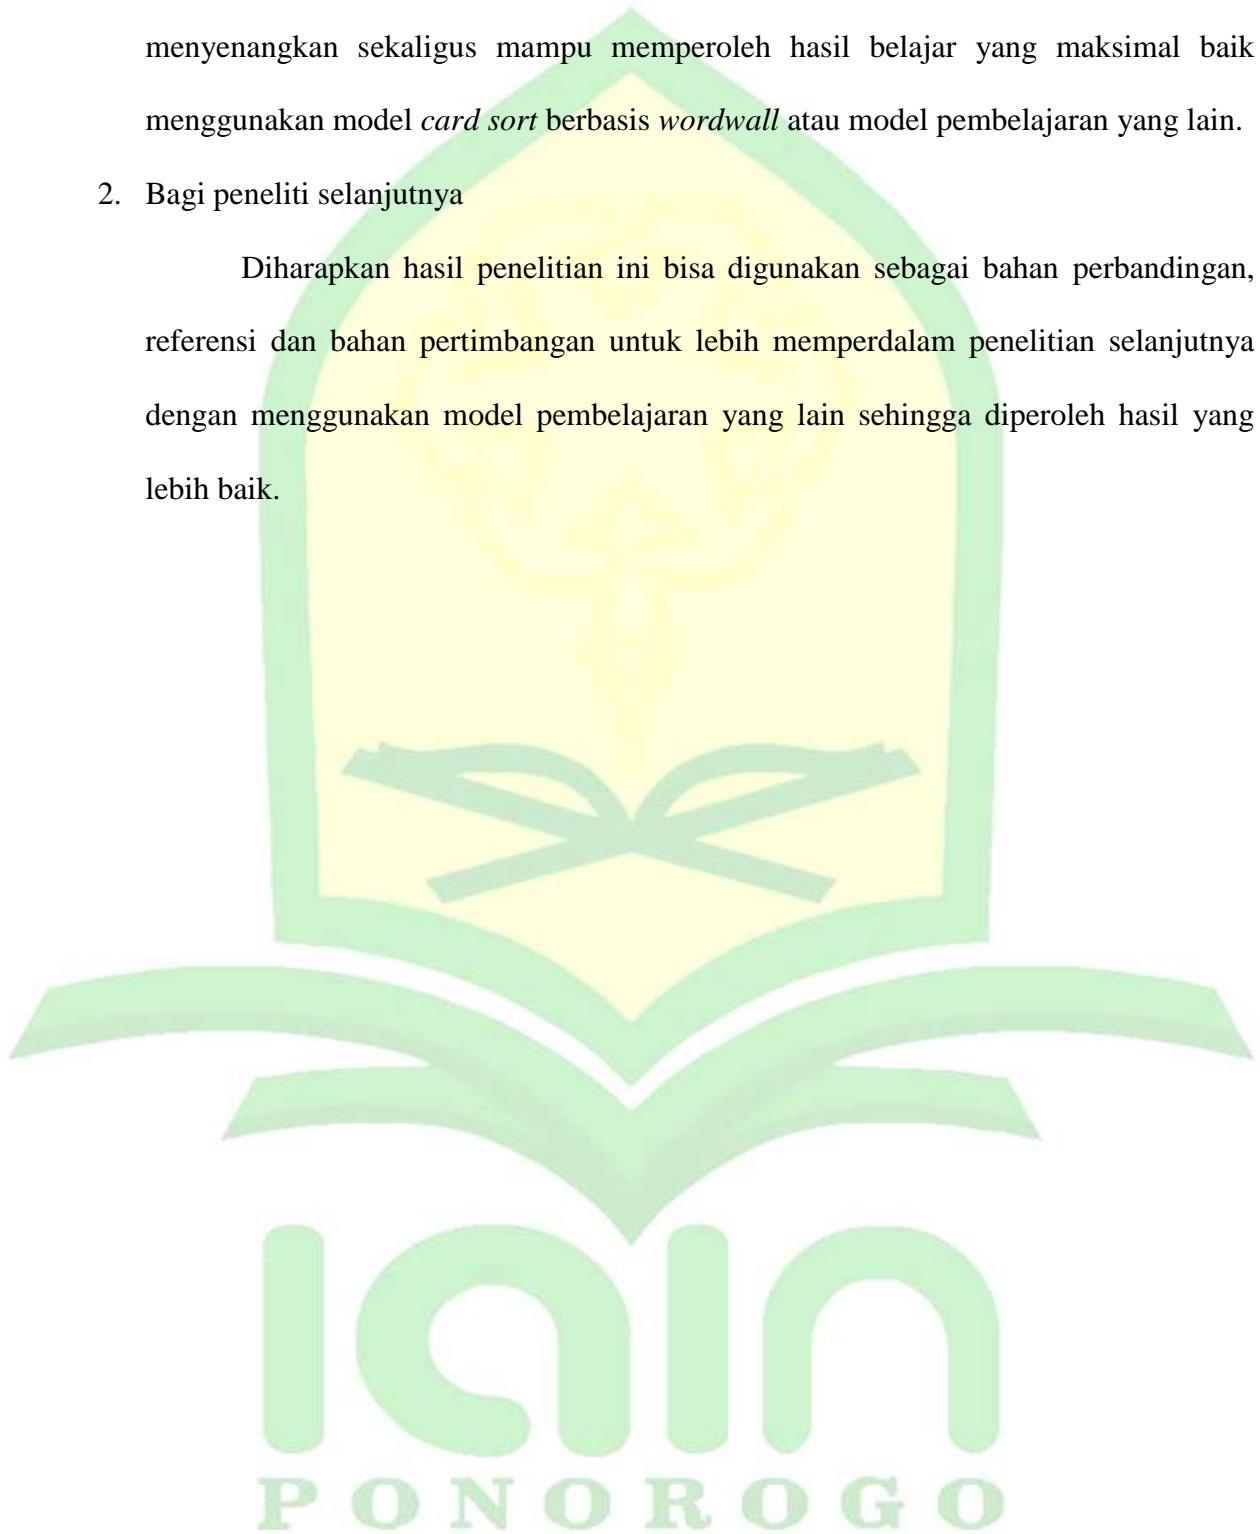 menyenangkan sekaligus mampu memperoleh hasil belajar yang maksimal baik
menggunakan model card sort berbasis wordwall atau model pembelajaran yang lain.
2. Bagi peneliti selanjutnya
Diharapkan hasil penelitian ini bisa digunakan sebagai bahan perbandingan,
referensi dan bahan pertimbangan untuk lebih memperdalam penelitian selanjutnya
dengan menggunakan model pembelajaran yang lain sehingga diperoleh hasil yang
lebih baik.
iain
PONOROGO